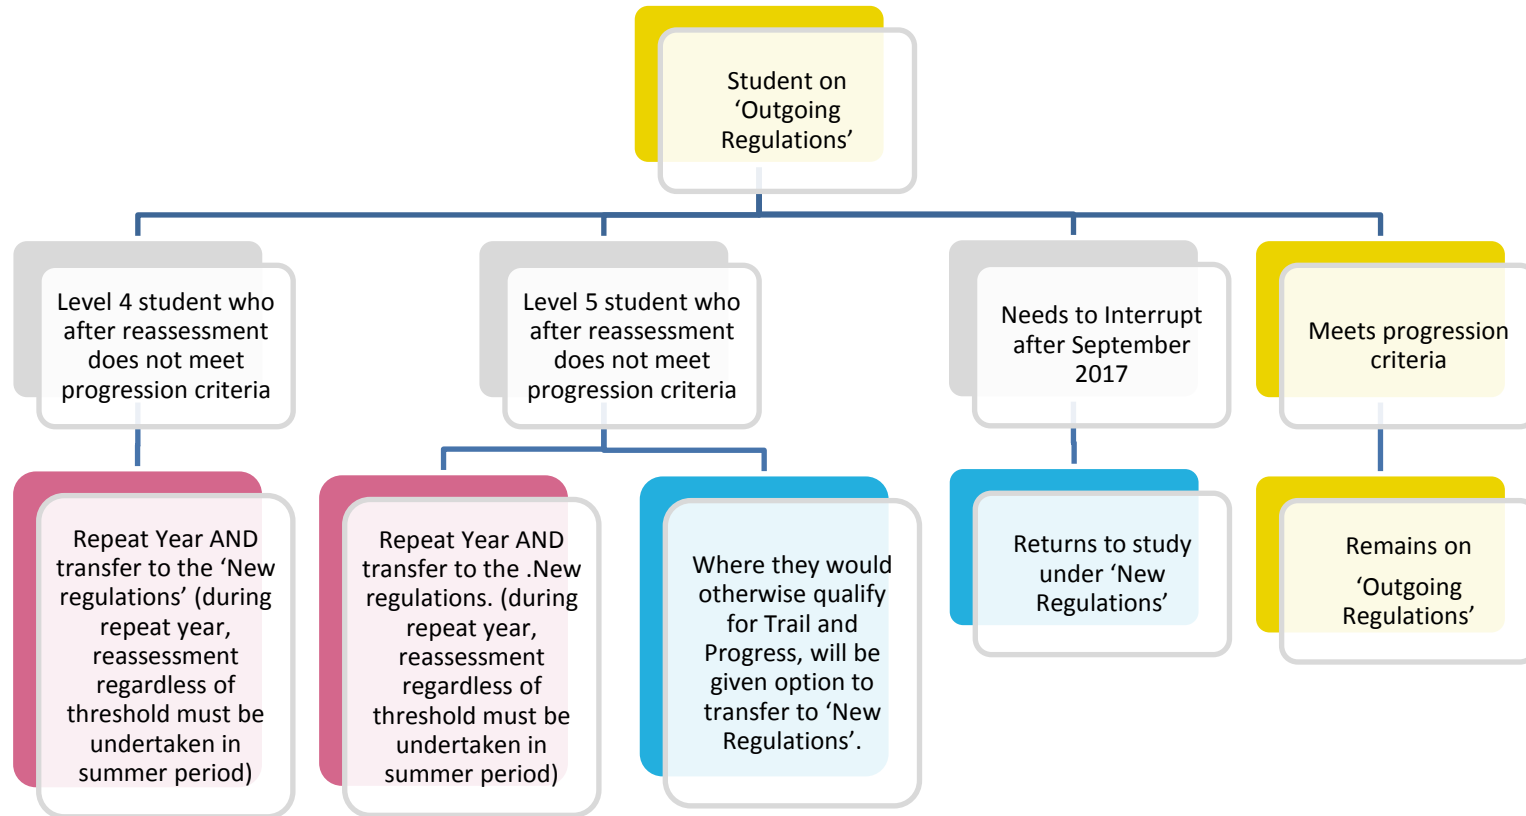 Student on
‘Outgoing
Regulations’
Level 4 student who
after reassessment
does not meet
progression criteria
Level 5 student who
after reassessment
does not meet
progression criteria
Needs to Interrupt
after September
2017
Meets progression
criteria
Repeat Year AND
transfer to the ‘New
regulations’ (during
repeat year,
reassessment
regardless of
threshold must be
undertaken in
summer period)
Repeat Year AND
transfer to the .New
regulations. (during
repeat year,
reassessment
regardless of
threshold must be
undertaken in
summer period)
Where they would
otherwise qualify
for Trail and
Progress, will be
given option to
transfer to ‘New
Regulations’.
Returns to study
under ‘New
Regulations’
Remains on
‘Outgoing
Regulations’